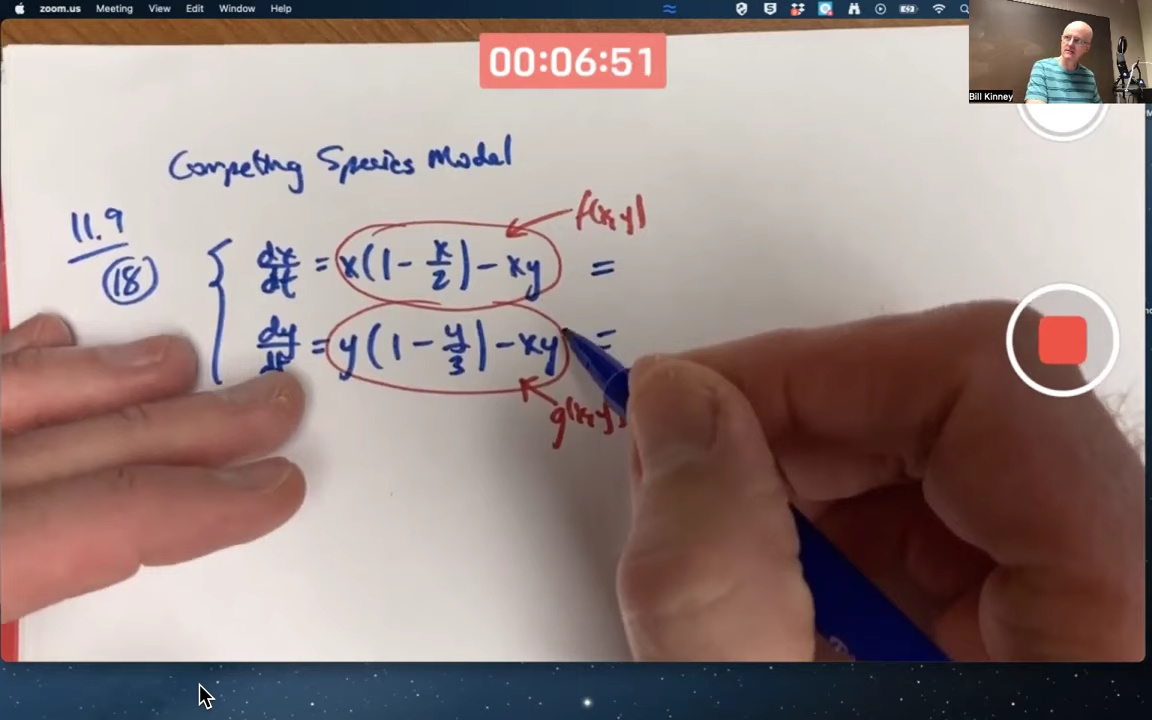 zoom.us Meeting View Edit Window Help
00:06:51
Bill Kinney
Competing Species Model
11.9
18
f(x,y)
dx/dt = x(1 - x/2) - xy =
dy/dt = y(1 - y/3) - xy =
g(x,y)